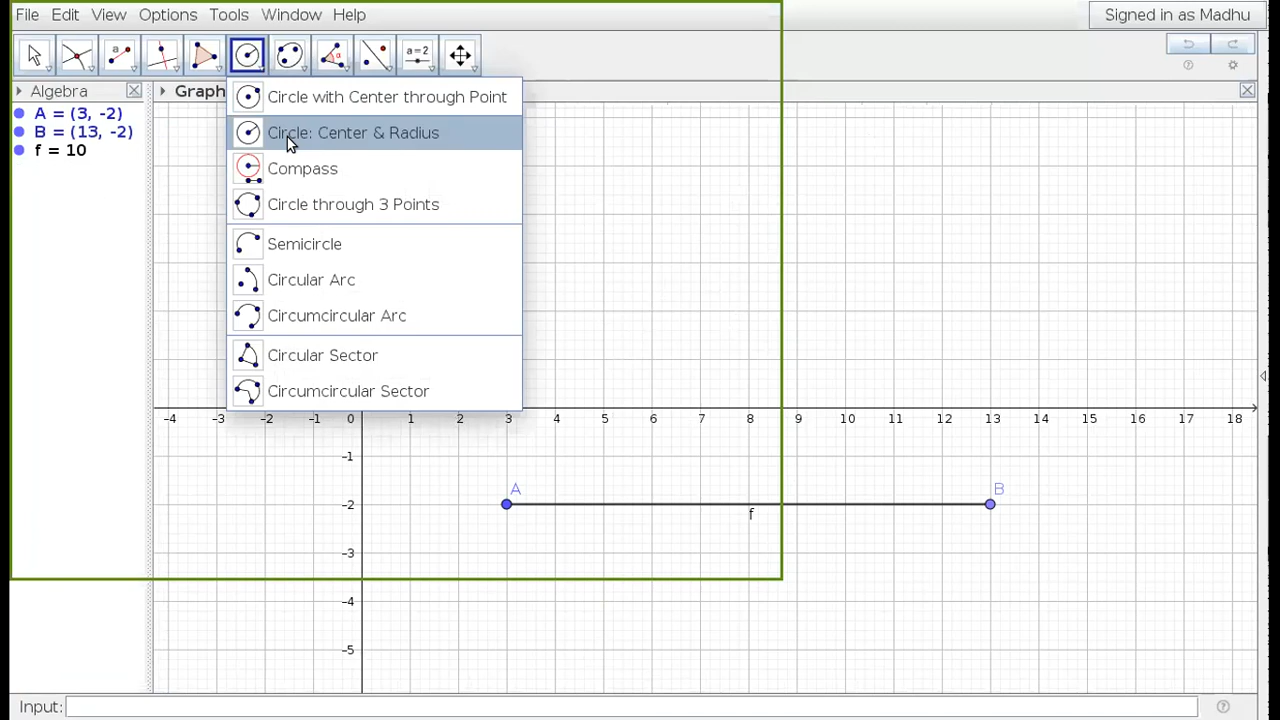 File Edit View Options Tools Window Help
Signed in as Madhu
a
α
a=2
Algebra
Graph
A = (3, -2)
B = (13, -2)
f = 10
Circle with Center through Point
Circle: Center & Radius
Compass
Circle through 3 Points
Semicircle
Circular Arc
Circumcircular Arc
Circular Sector
Circumcircular Sector
-4 -3 -2 -1 0 1 2 3 4 5 6 7 8 9 10 11 12 13 14 15 16 17 18
-1
A B
-2
f
-3
-4
-5
Input: